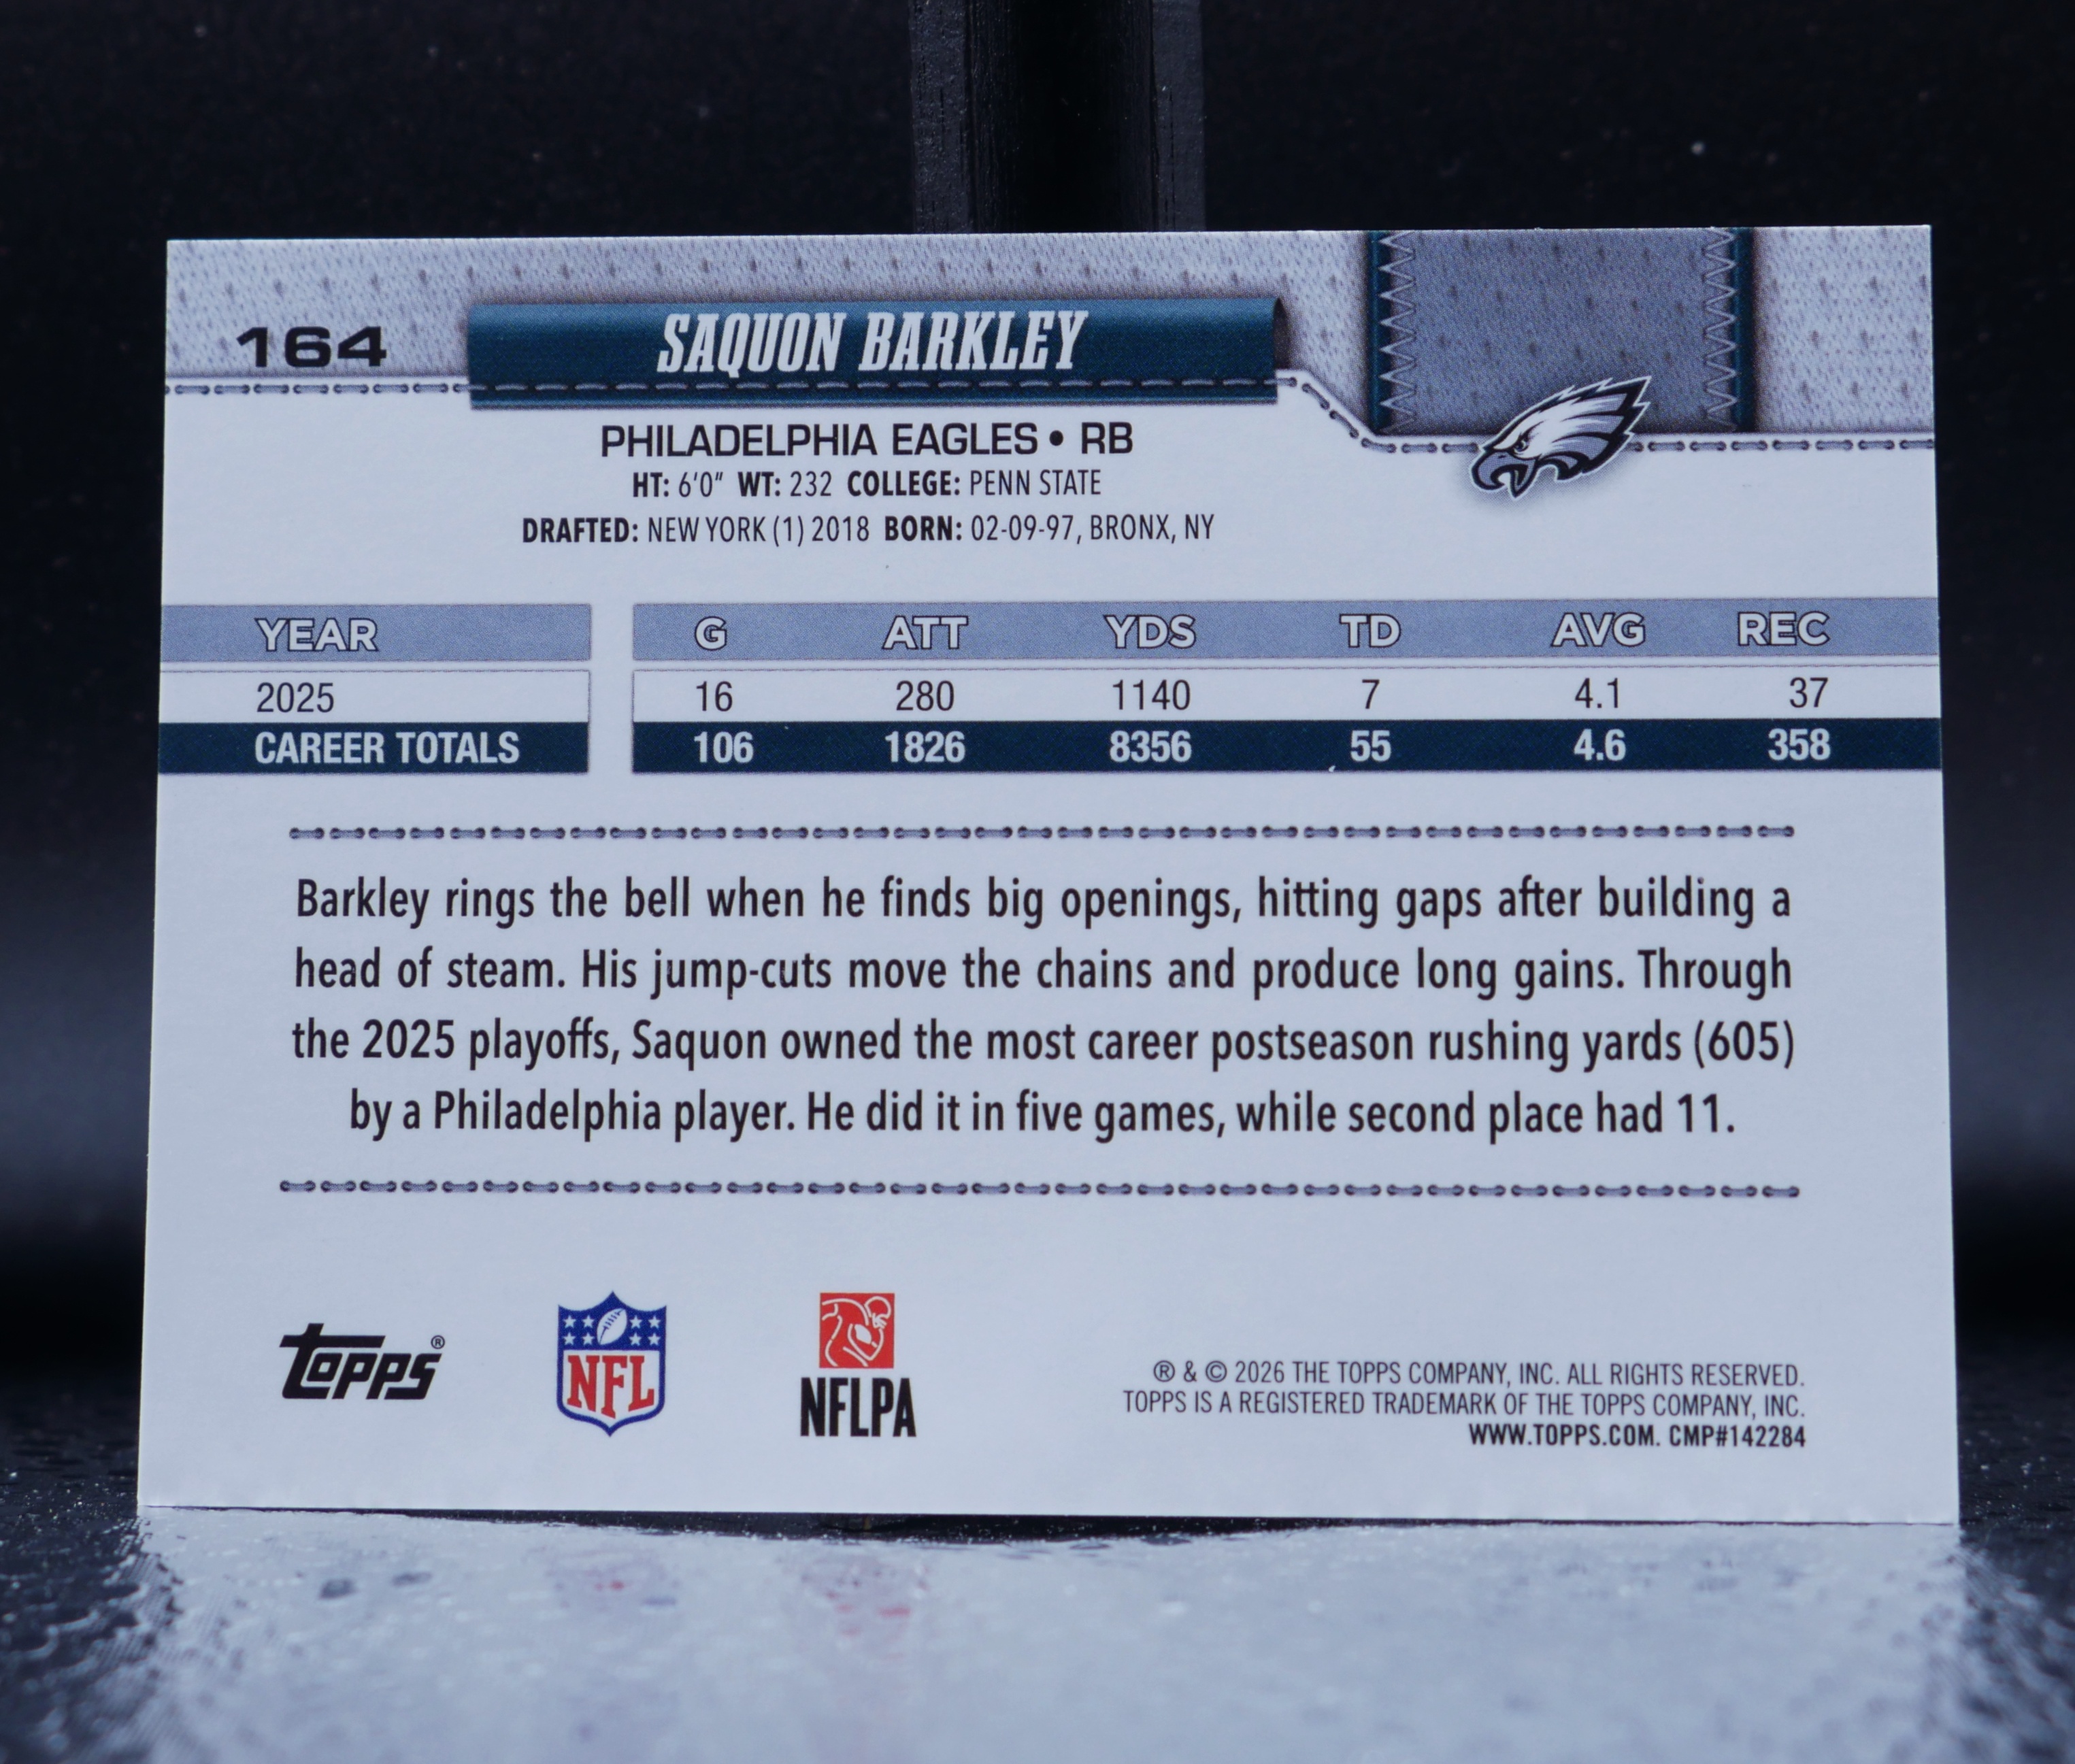 164
SAQUON BARKLEY
PHILADELPHIA EAGLES • RB
HT: 6'0" WT: 232 COLLEGE: PENN STATE
DRAFTED: NEW YORK (1) 2018 BORN: 02-09-97, BRONX, NY
YEAR G ATT YDS TD AVG REC
2025 16 280 1140 7 4.1 37
CAREER TOTALS 106 1826 8356 55 4.6 358
Barkley rings the bell when he finds big openings, hitting gaps after building a
head of steam. His jump-cuts move the chains and produce long gains. Through
the 2025 playoffs, Saquon owned the most career postseason rushing yards (605)
by a Philadelphia player. He did it in five games, while second place had 11.
Topps®
NFL
NFLPA
® & © 2026 THE TOPPS COMPANY, INC. ALL RIGHTS RESERVED.
TOPPS IS A REGISTERED TRADEMARK OF THE TOPPS COMPANY, INC.
WWW.TOPPS.COM. CMP#142284